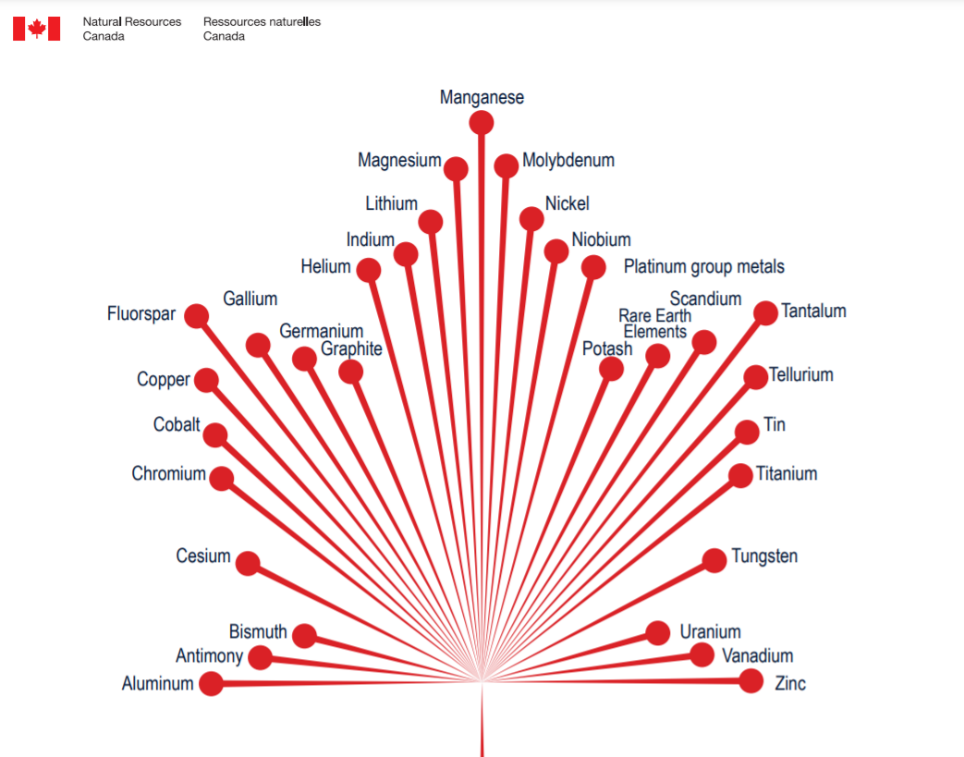 Natural Resources
Canada
Ressources naturelles
Canada
Manganese
Magnesium
Molybdenum
Lithium
Nickel
Indium
Niobium
Helium
Platinum group metals
Gallium
Scandium
Fluorspar
Tantalum
Rare Earth
Elements
Germanium
Graphite
Potash
Copper
Tellurium
Cobalt
Tin
Chromium
Titanium
Cesium
Tungsten
Bismuth
Uranium
Antimony
Vanadium
Aluminum
Zinc